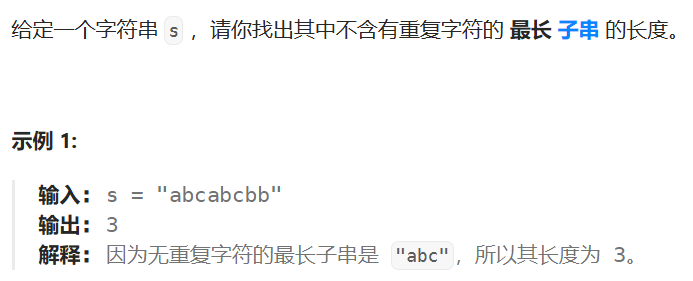 给定一个字符串 s ，请你找出其中不含有重复字符的 最长 子串 的长度。
示例 1:
输入: s = "abcabcbb"
输出: 3
解释: 因为无重复字符的最长子串是 "abc"，所以其长度为 3。